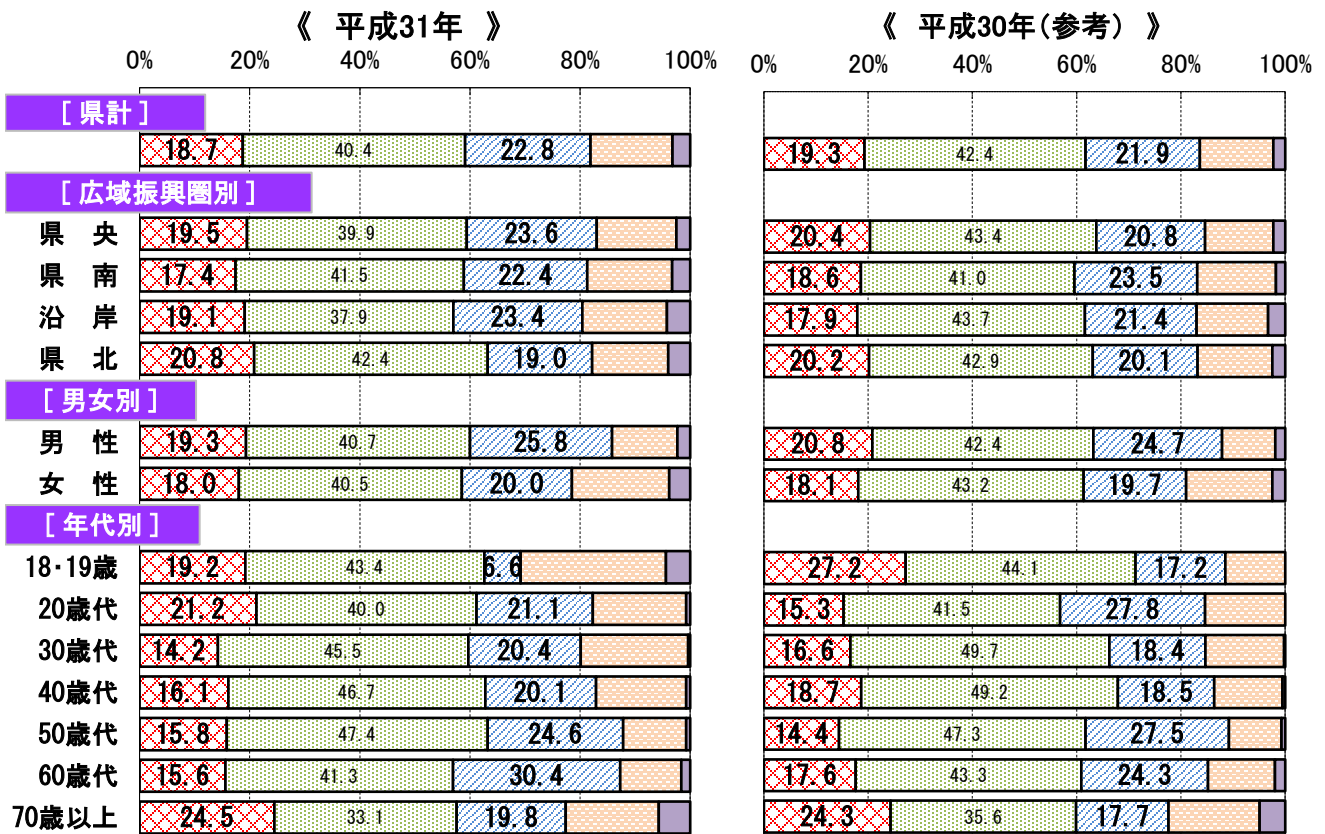 《 平成31年 》 《 平成30年（参考） 》
0% 20% 40% 60% 80% 100% 0% 20% 40% 60% 80% 100%
[ 県計 ]
18.7 40.4 22.8 19.3 42.4 21.9
[ 広域振興圏別 ]
県 央 19.5 39.9 23.6 20.4 43.4 20.8
県 南 17.4 41.5 22.4 18.6 41.0 23.5
沿 岸 19.1 37.9 23.4 17.9 43.7 21.4
県 北 20.8 42.4 19.0 20.2 42.9 20.1
[ 男女別 ]
男 性 19.3 40.7 25.8 20.8 42.4 24.7
女 性 18.0 40.5 20.0 18.1 43.2 19.7
[ 年代別 ]
18・19歳 19.2 43.4 6.6 27.2 44.1 17.2
20歳代 21.2 40.0 21.1 15.3 41.5 27.8
30歳代 14.2 45.5 20.4 16.6 49.7 18.4
40歳代 16.1 46.7 20.1 18.7 49.2 18.5
50歳代 15.8 47.4 24.6 14.4 47.3 27.5
60歳代 15.6 41.3 30.4 17.6 43.3 24.3
70歳以上 24.5 33.1 19.8 24.3 35.6 17.7